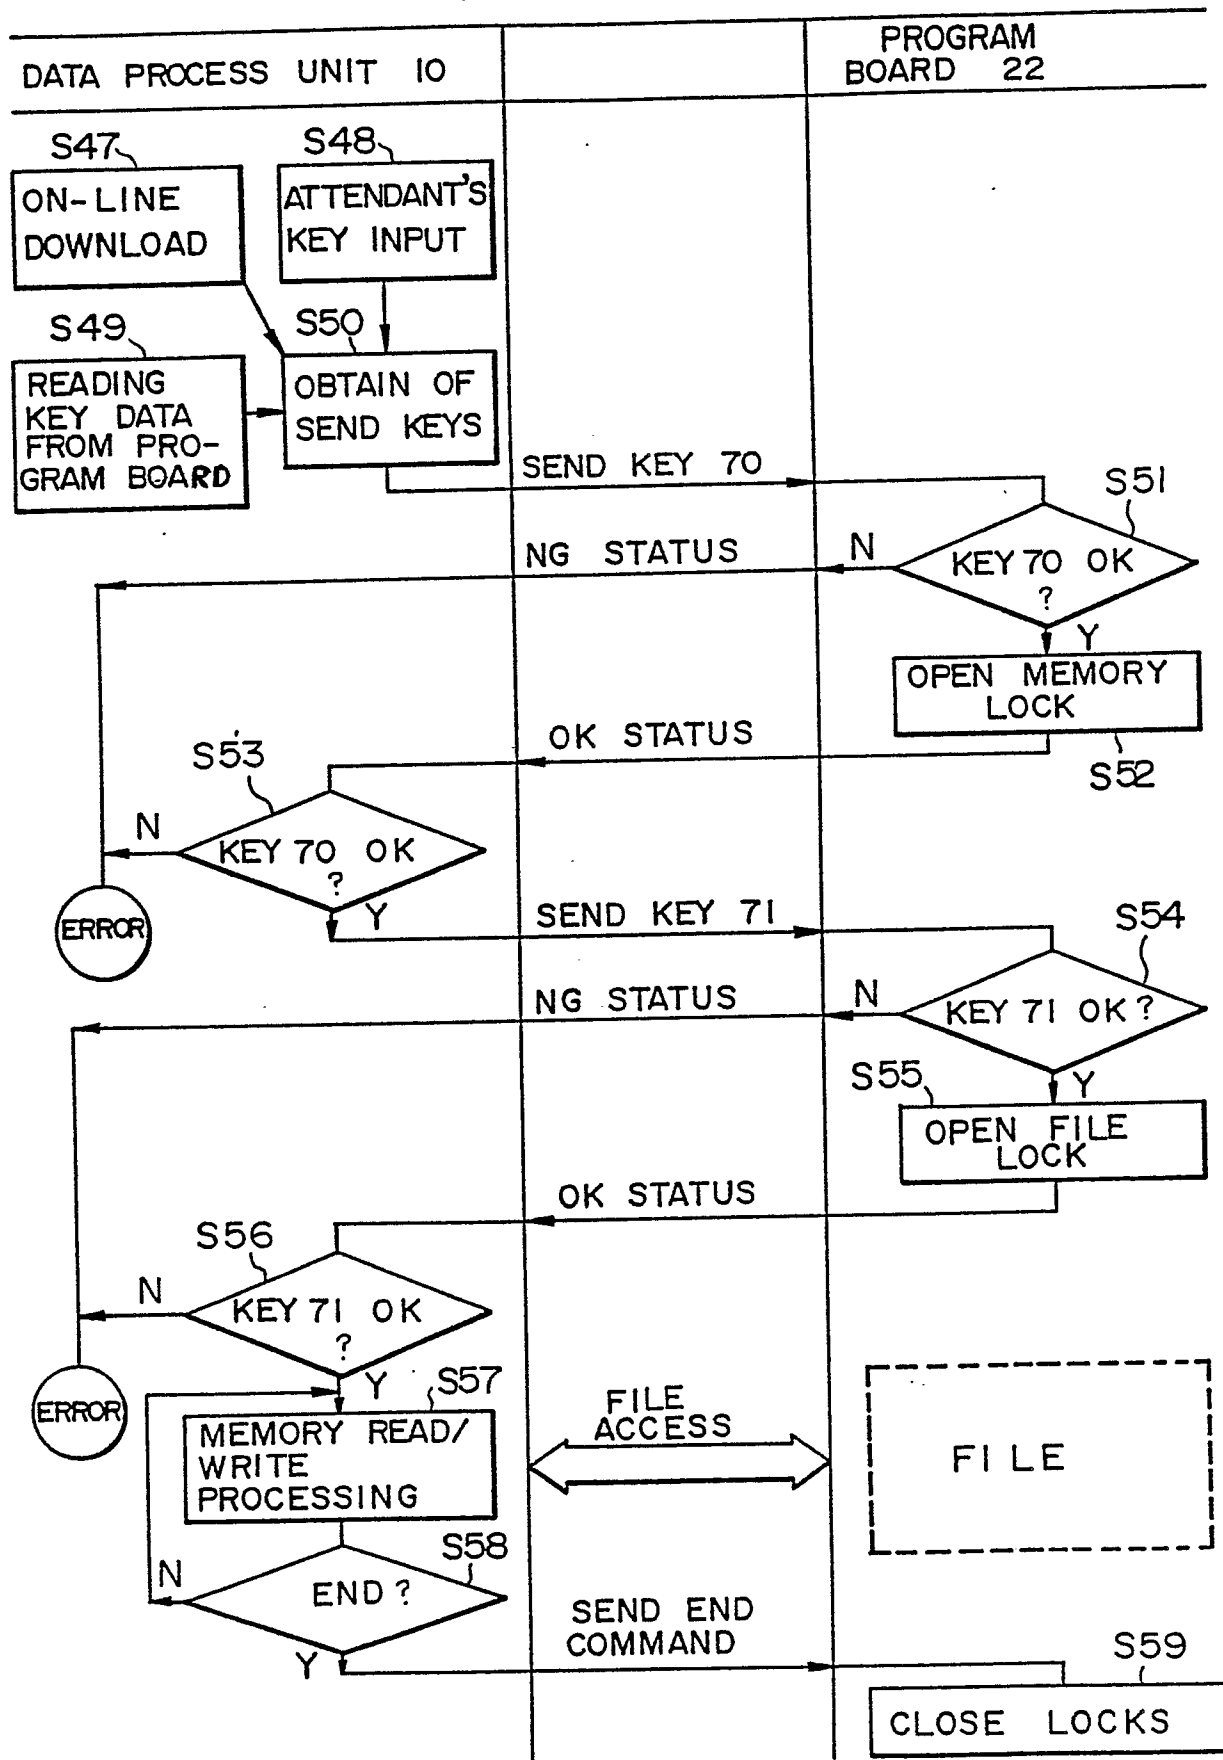 DATA PROCESS UNIT 10
PROGRAM
BOARD 22
S47
ON-LINE
DOWNLOAD
S48
ATTENDANT'S
KEY INPUT
S49
READING
KEY DATA
FROM PRO-
GRAM BOARD
S50
OBTAIN OF
SEND KEYS
SEND KEY 70
S51
KEY 70 OK
?
N
NG STATUS
Y
OPEN MEMORY
LOCK
S52
OK STATUS
S53
KEY 70 OK
?
N
ERROR
Y
SEND KEY 71
S54
KEY 71 OK ?
N
NG STATUS
Y
S55
OPEN FILE
LOCK
OK STATUS
S56
KEY 71 OK
?
N
ERROR
Y
S57
MEMORY READ/
WRITE
PROCESSING
FILE
ACCESS
FILE
S58
END ?
N
Y
SEND END
COMMAND
S59
CLOSE LOCKS